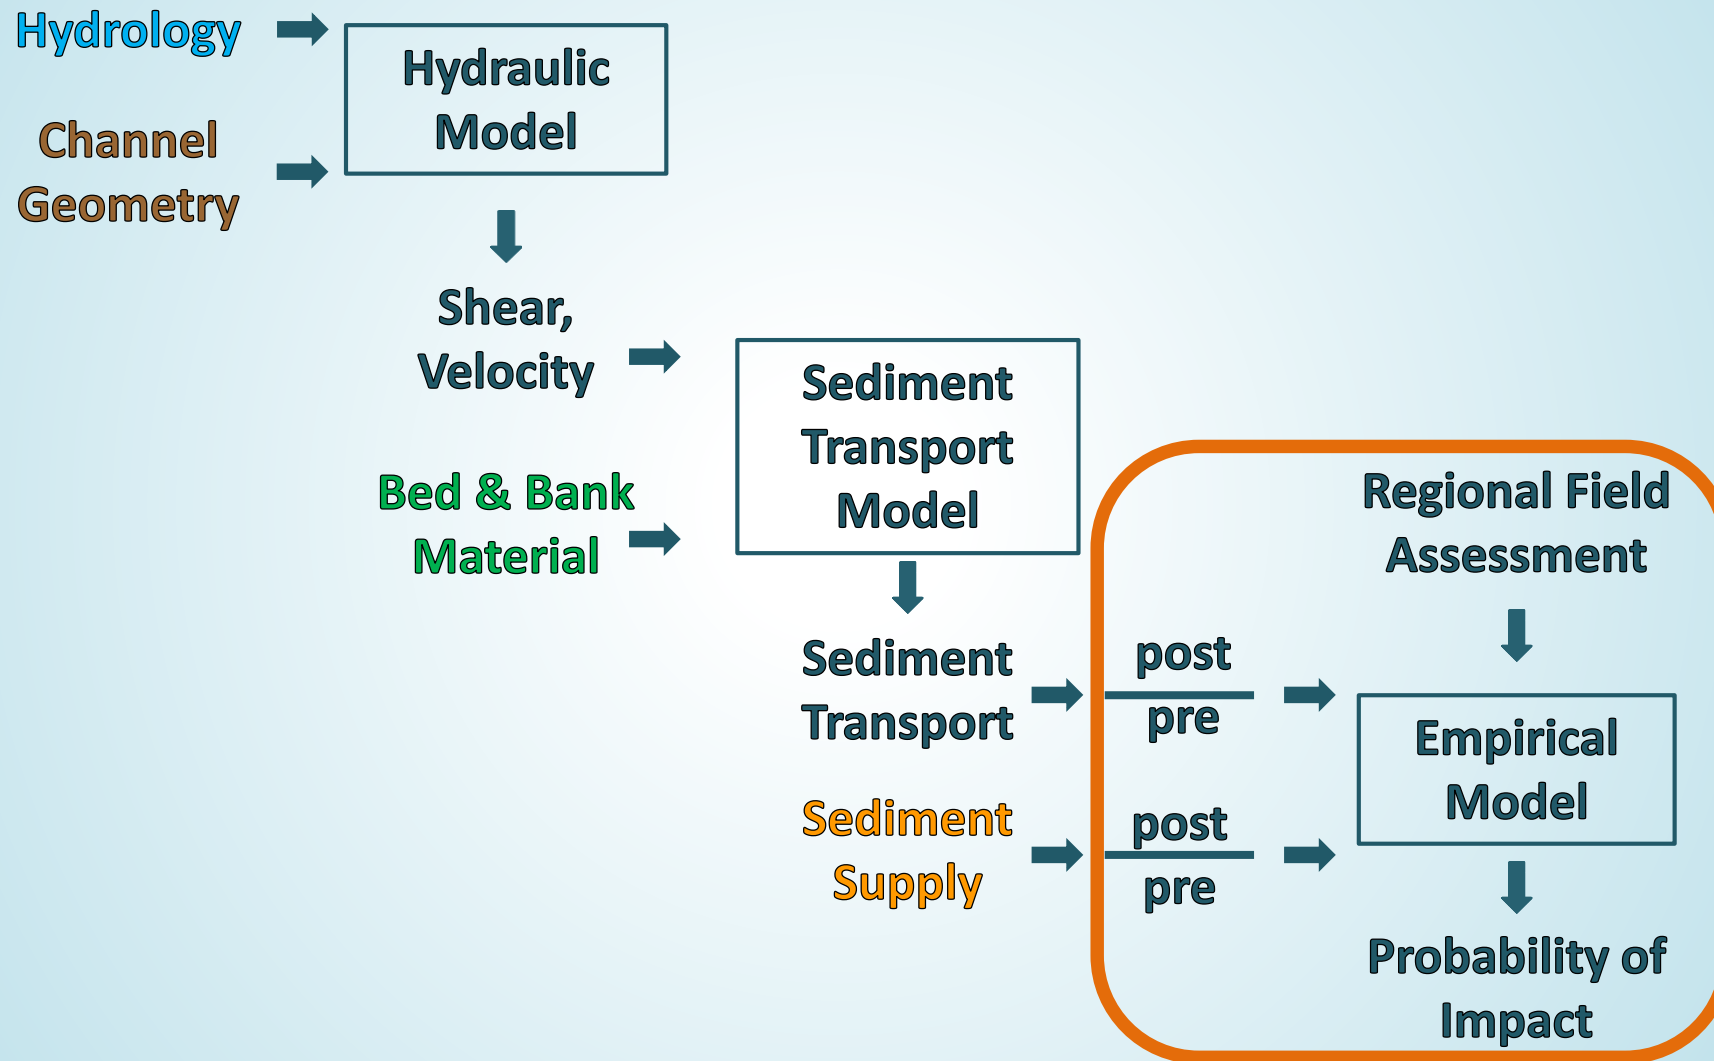 Hydrology
Hydraulic
Model
Channel
Geometry
Shear,
Velocity
Sediment
Transport
Model
Bed & Bank
Material
Regional Field
Assessment
Sediment
Transport
post
pre
Empirical
Model
Sediment
Supply
post
pre
Probability of
Impact